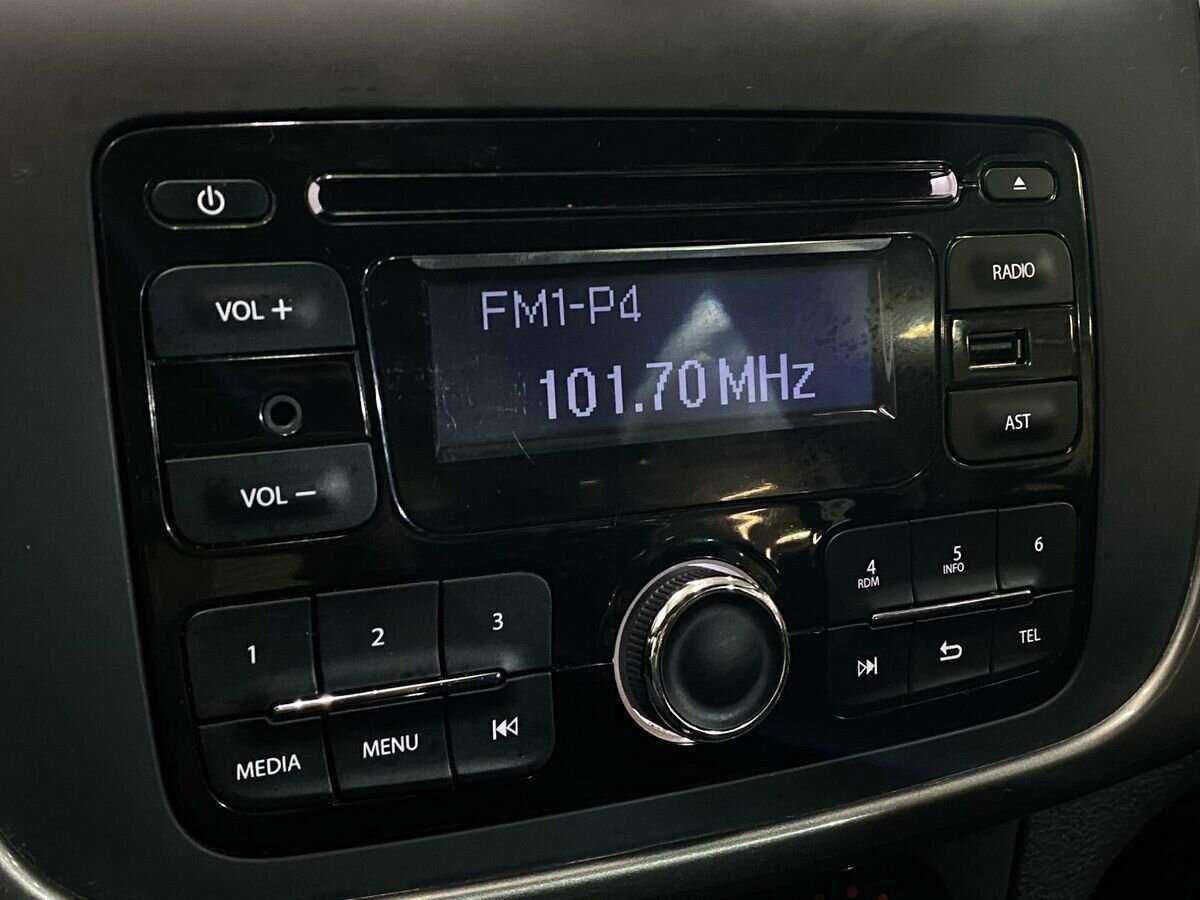 VOL +
FM1-P4
101.70 MHz
RADIO
AST
VOL −
1
2
3
MEDIA
MENU
4
RDM
5
INFO
6
TEL